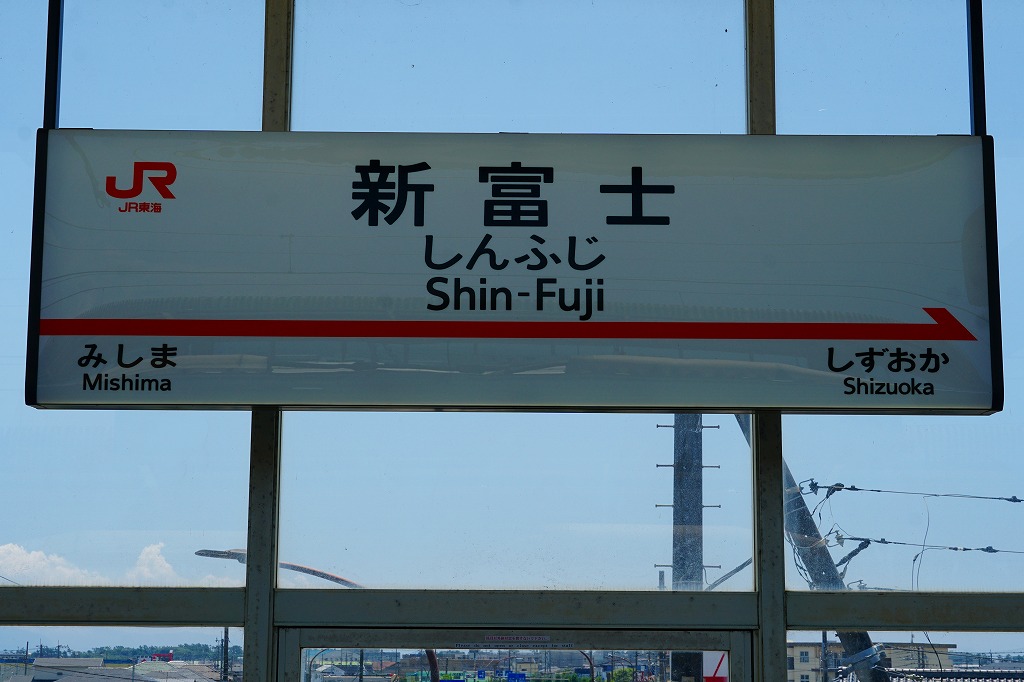 JR
JR東海
新富士
しんふじ
Shin-Fuji
みしま
Mishima
しずおか
Shizuoka